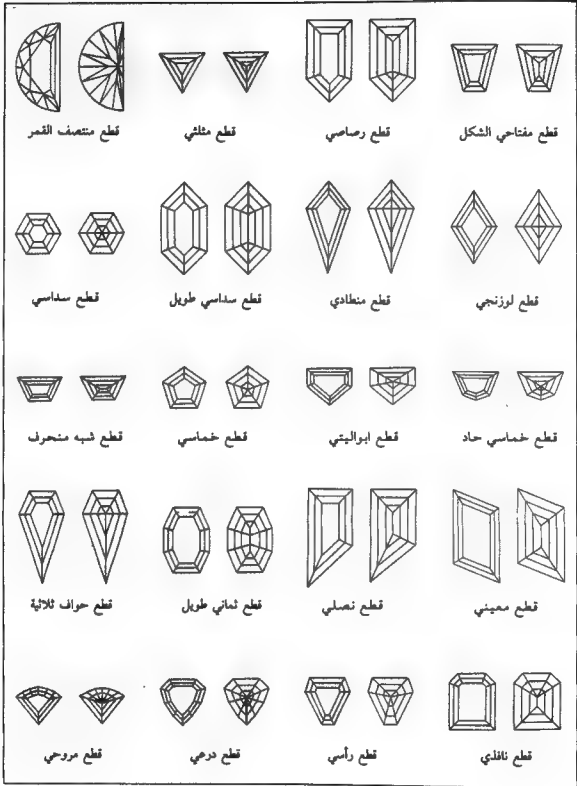 قطع مفتاحي الشكل
قطع رصاصي
قطع مثلثي
قطع منتصف القمر
قطع لوزنجي
قطع منطادي
قطع سداسي طويل
قطع سداسي
قطع خماسي حاد
قطع ابواليتي
قطع خماسي
قطع شبه منحرف
قطع معيني
قطع نصلي
قطع ثماني طويل
قطع حواف ثلاثية
قطع نافذي
قطع رأسي
قطع درعي
قطع مروحي